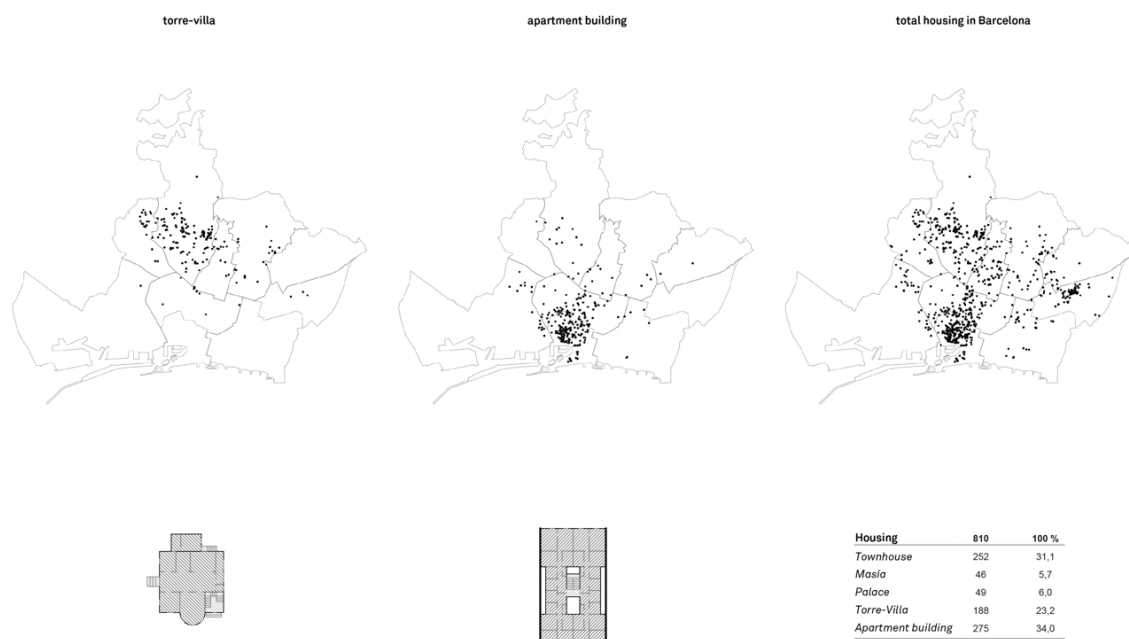 torre-villa
apartment building
total housing in Barcelona
Housing 810 100 %
Townhouse 252 31,1
Masía 46 5,7
Palace 49 6,0
Torre-Villa 188 23,2
Apartment building 275 34,0